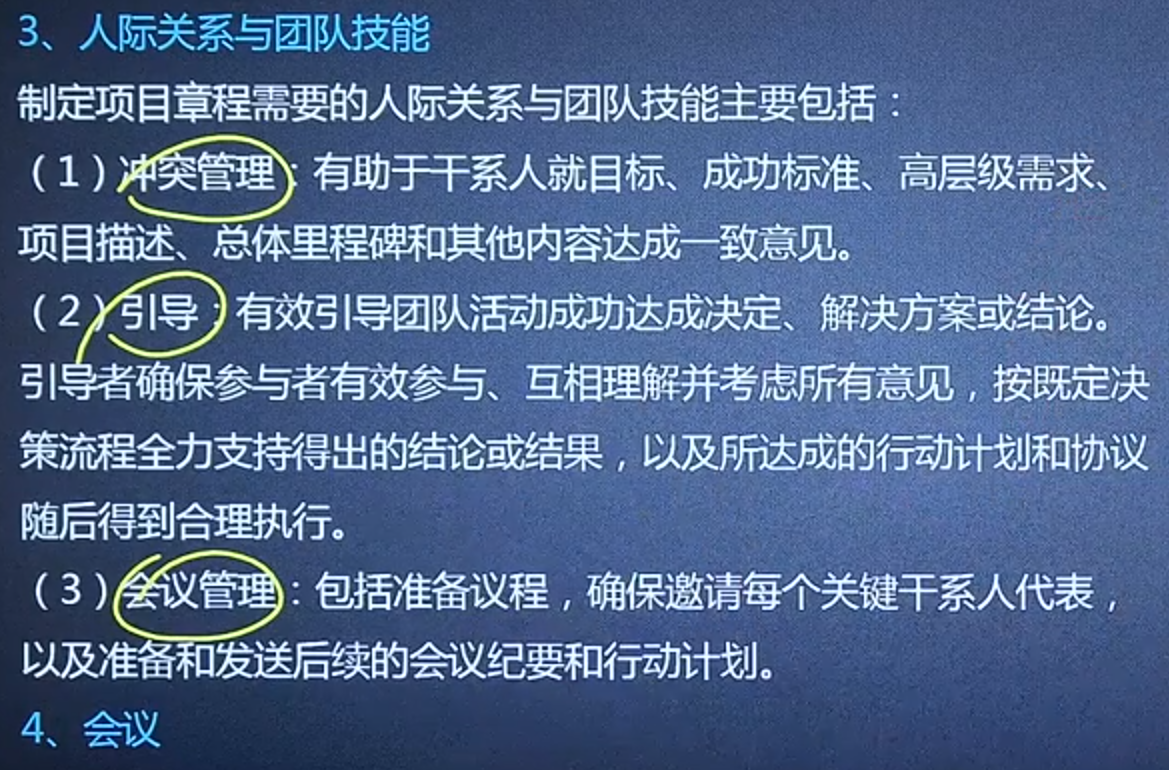 3、人际关系与团队技能
制定项目章程需要的人际关系与团队技能主要包括：
（1）冲突管理：有助于干系人就目标、成功标准、高层级需求、
项目描述、总体里程碑和其他内容达成一致意见。
（2）引导：有效引导团队活动成功达成决定、解决方案或结论。
引导者确保参与者有效参与、互相理解并考虑所有意见，按既定决
策流程全力支持得出的结论或结果，以及所达成的行动计划和协议
随后得到合理执行。
（3）会议管理：包括准备议程，确保邀请每个关键干系人代表，
以及准备和发送后续的会议纪要和行动计划。
4、会议